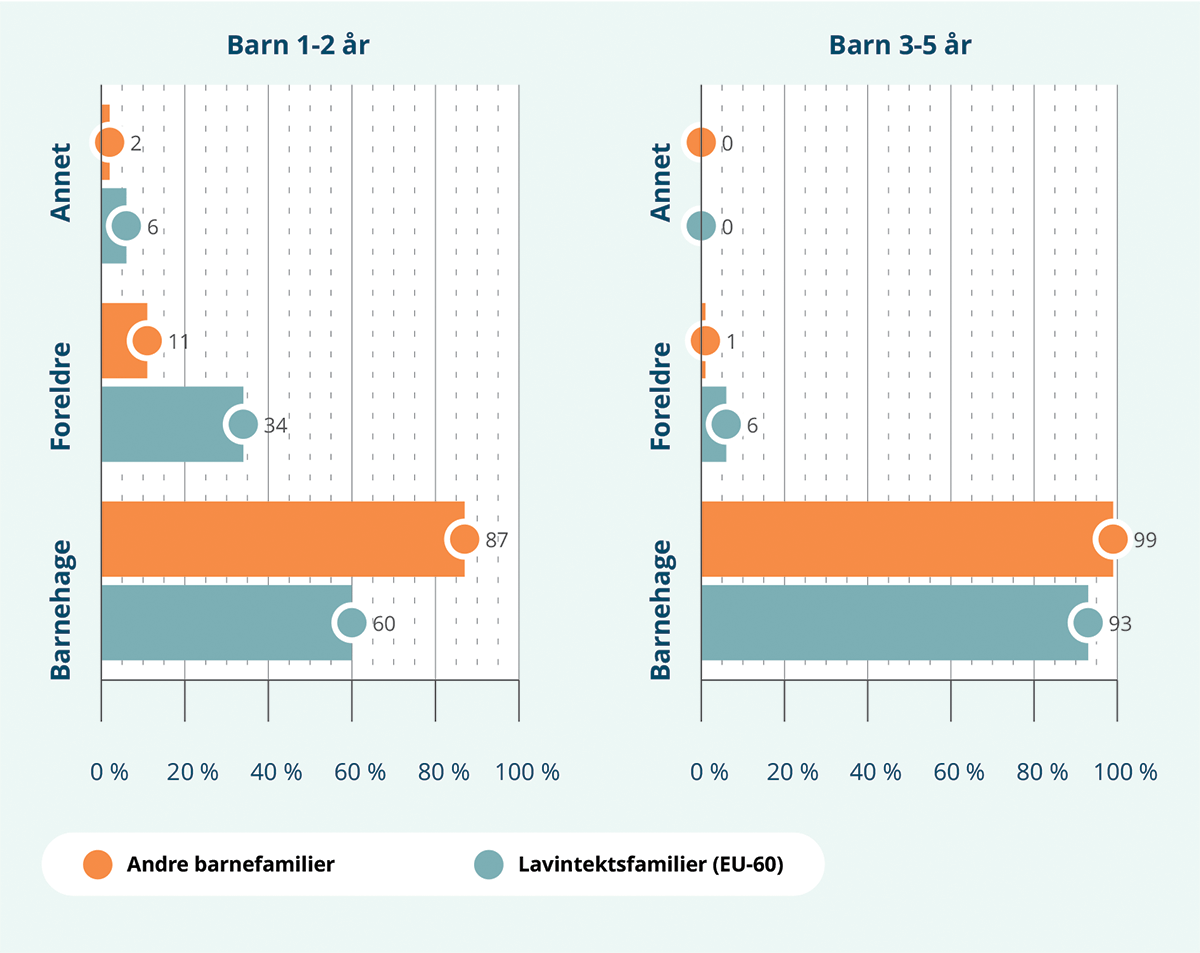 Barn 1-2 år
Annet
2
6
Foreldre
11
34
Barnehage
87
60
0 % 20 % 40 % 60 % 80 % 100 %
Barn 3-5 år
Annet
0
0
Foreldre
1
6
Barnehage
99
93
0 % 20 % 40 % 60 % 80 % 100 %
Andre barnefamilier
Lavintektsfamilier (EU-60)